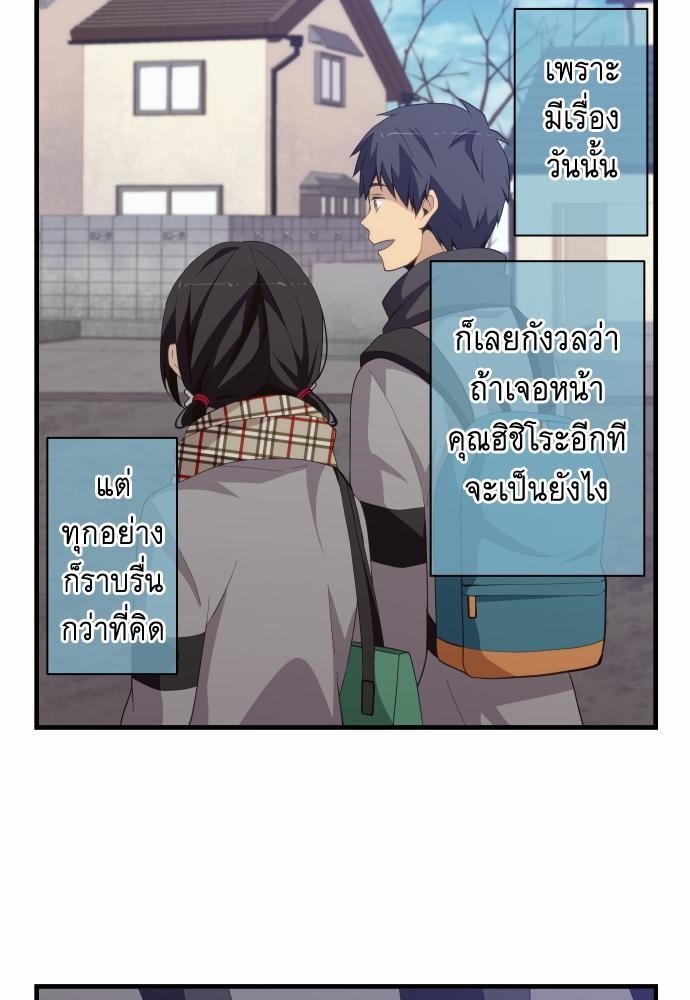 เพราะ
มีเรื่อง
วันนั้น
ก็เลยกังวลว่า
ถ้าเจอหน้า
คุณฮิชิโระอีกที
จะเป็นยังไง
แต่
ทุกอย่าง
ก็ราบรื่น
กว่าที่คิด